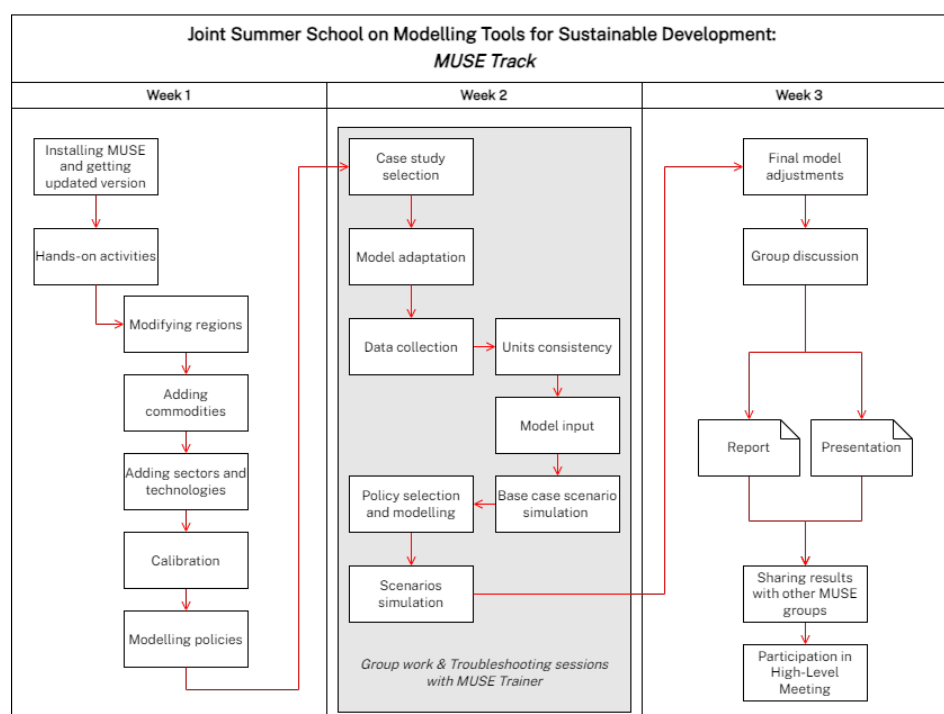 Joint Summer School on Modelling Tools for Sustainable Development:
MUSE Track
Week 1
Week 2
Week 3
Installing MUSE
and getting
updated version
Hands-on activities
Modifying regions
Adding
commodities
Adding sectors and
technologies
Calibration
Modelling policies
Case study
selection
Model adaptation
Data collection
Units consistency
Model input
Base case scenario
simulation
Policy selection
and modelling
Scenarios
simulation
Group work & Troubleshooting sessions
with MUSE Trainer
Final model
adjustments
Group discussion
Report
Presentation
Sharing results
with other MUSE
groups
Participation in
High-Level
Meeting